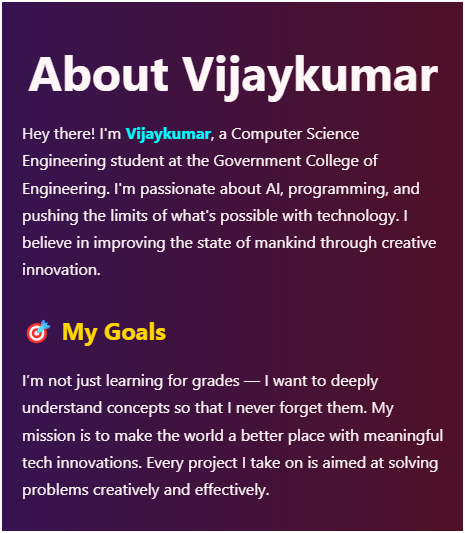 About Vijaykumar
Hey there! I'm Vijaykumar, a Computer Science
Engineering student at the Government College of
Engineering. I'm passionate about AI, programming, and
pushing the limits of what's possible with technology. I
believe in improving the state of mankind through creative
innovation.
🎯 My Goals
I’m not just learning for grades — I want to deeply
understand concepts so that I never forget them. My
mission is to make the world a better place with meaningful
tech innovations. Every project I take on is aimed at solving
problems creatively and effectively.